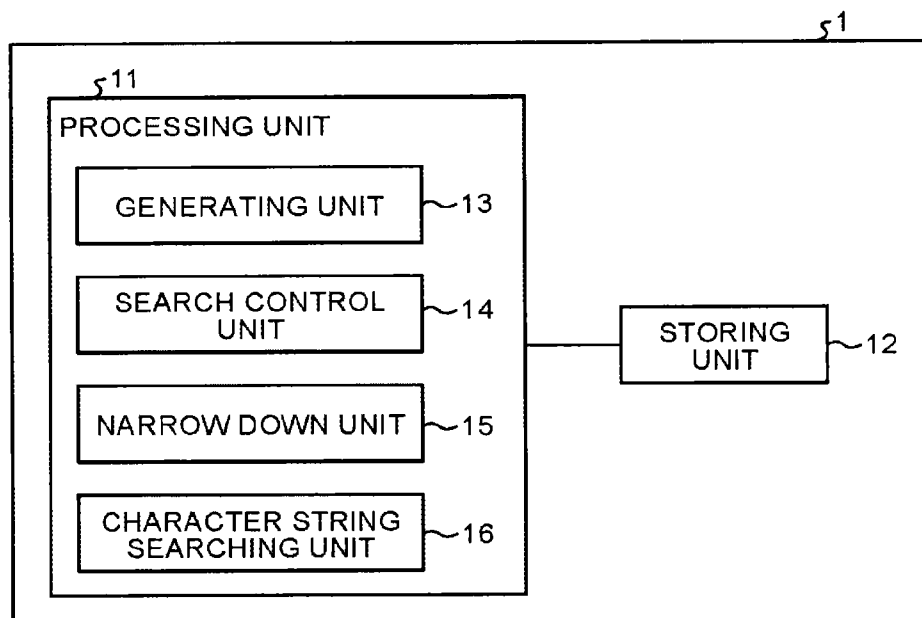 1
11
PROCESSING UNIT
GENERATING UNIT
13
SEARCH CONTROL
UNIT
14
NARROW DOWN UNIT
15
CHARACTER STRING
SEARCHING UNIT
16
STORING
UNIT
12